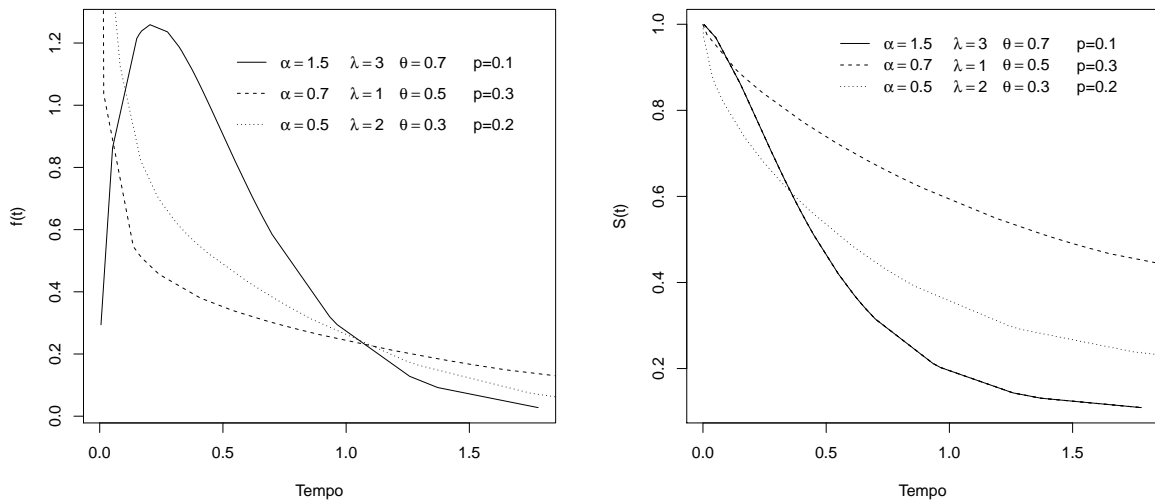 f(t)
1.2
1.0
0.8
0.6
0.4
0.2
0.0
α = 1.5 λ = 3 θ = 0.7 p=0.1
α = 0.7 λ = 1 θ = 0.5 p=0.3
α = 0.5 λ = 2 θ = 0.3 p=0.2
0.0 0.5 1.0 1.5
Tempo
S(t)
1.0
0.8
0.6
0.4
0.2
α = 1.5 λ = 3 θ = 0.7 p=0.1
α = 0.7 λ = 1 θ = 0.5 p=0.3
α = 0.5 λ = 2 θ = 0.3 p=0.2
0.0 0.5 1.0 1.5
Tempo